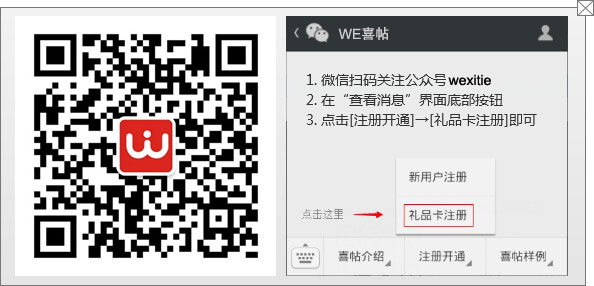 WE喜帖
1. 微信扫码关注公众号 wexitie
2. 在“查看消息”界面底部按钮
3. 点击[注册开通]→[礼品卡注册]即可
新用户注册
点击这里
礼品卡注册
喜帖介绍 注册开通 喜帖样例